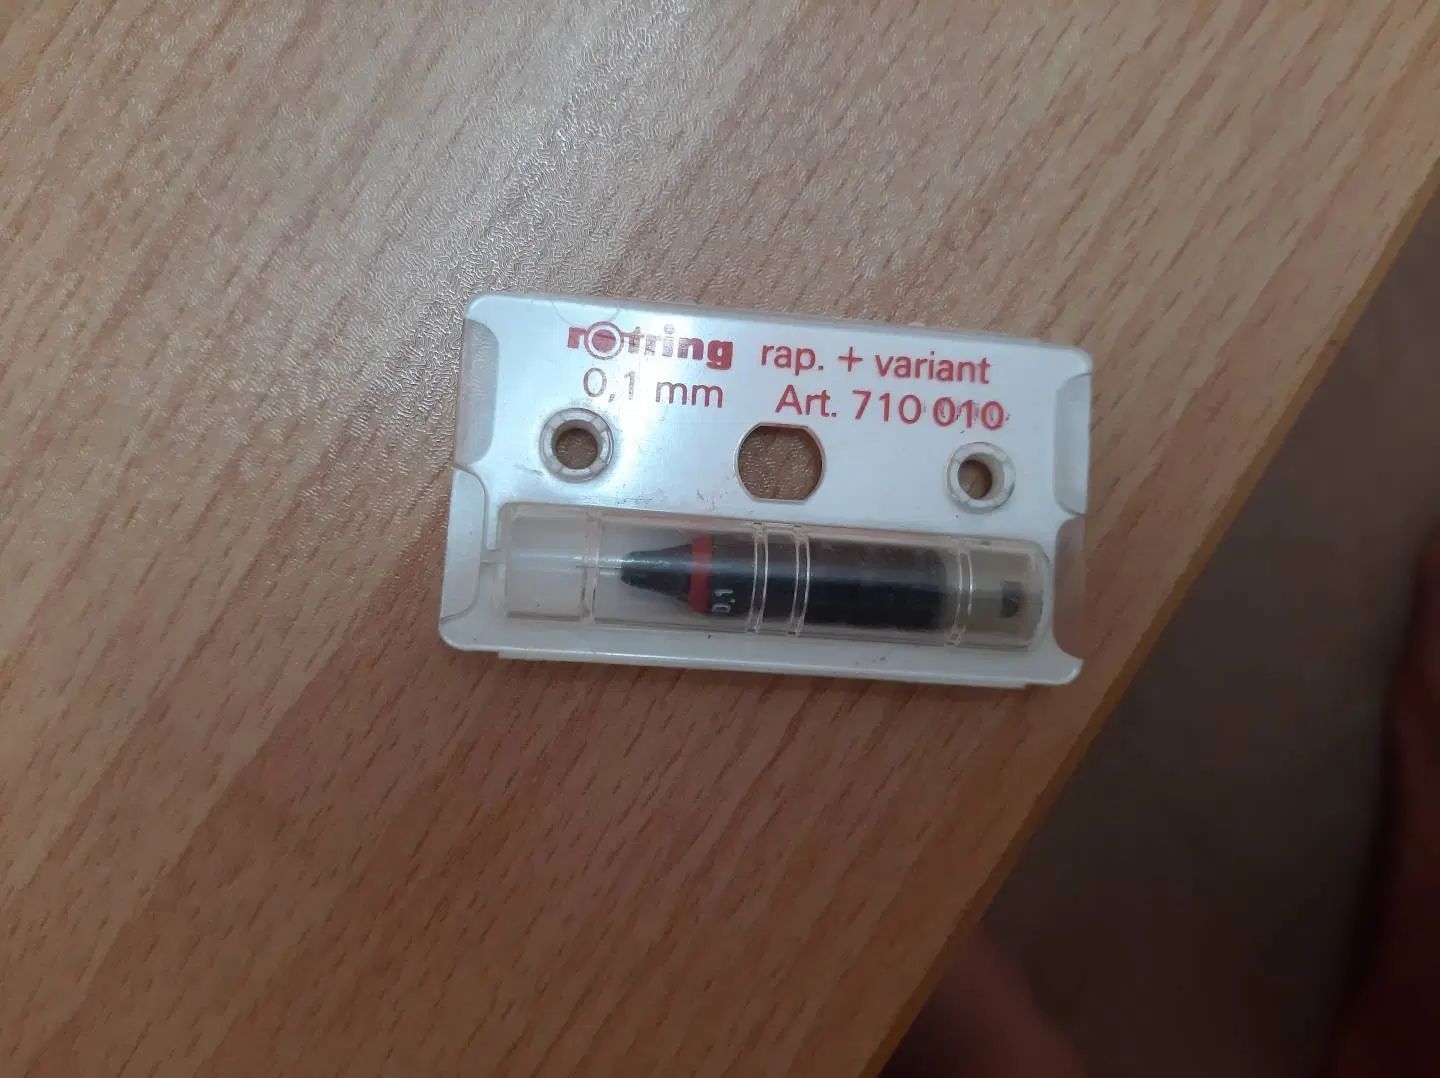 rotring rap. + variant
0,1 mm Art. 710 010
0.1